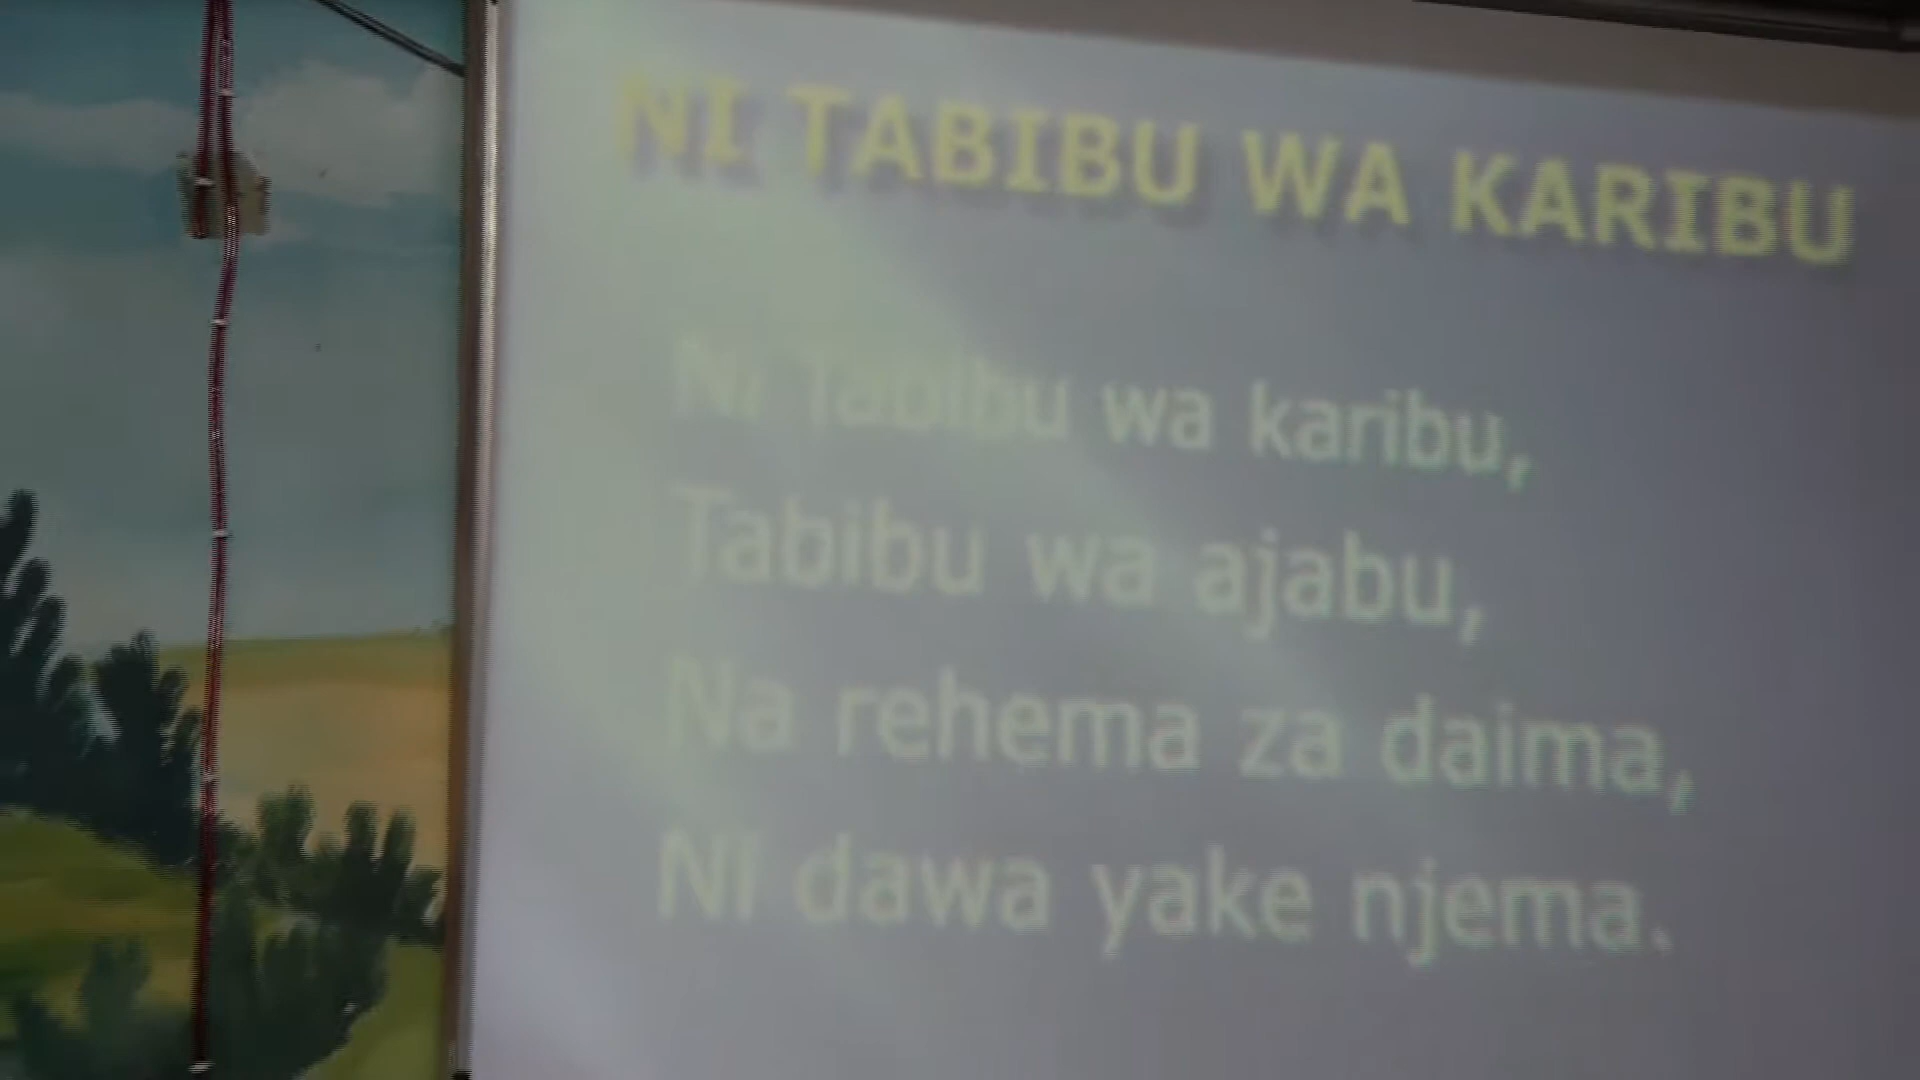 NI TABIBU WA KARIBU
Ni Tabibu wa karibu,
Tabibu wa ajabu,
Na rehema za daima,
Ni dawa yake njema.